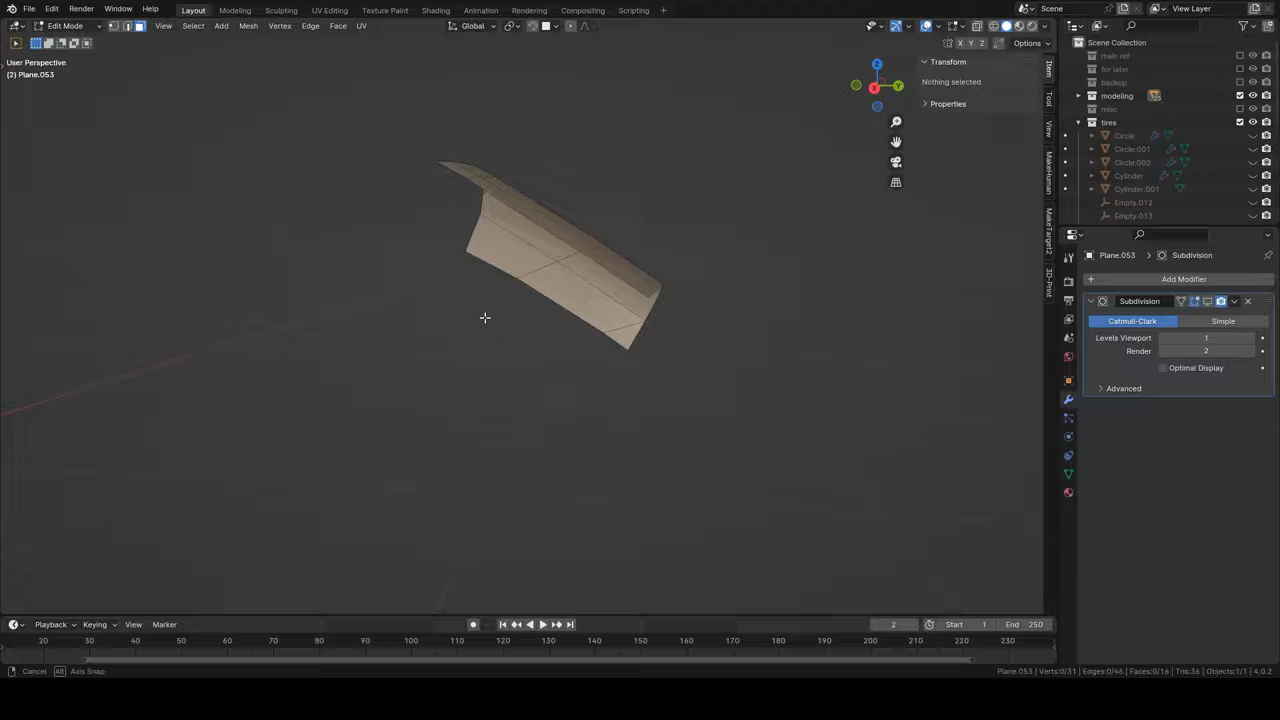 File Edit Render Window Help Layout Modeling Sculpting UV Editing Texture Paint Shading Animation Rendering Compositing Scripting + Scene View Layer
Edit Mode View Select Add Mesh Vertex Edge Face UV Global
X Y Z Options
User Perspective
(2) Plane.053
Transform
Nothing selected
Properties
Item
Tool
View
MakeHuman
MakeTarget2
3D-Print
Z
Y
X
Scene Collection
main ref
for later
backup
modeling
misc
tires
Circle
Circle.001
Circle.002
Cylinder
Cylinder.001
Empty.012
Empty.013
Plane.053 > Subdivision
+ Add Modifier
Subdivision
Catmull-Clark Simple
Levels Viewport 1
Render 2
Optimal Display
Advanced
Playback Keying View Marker 2 Start 1 End 250
20 30 40 50 60 70 80 90 100 110 120 130 140 150 160 170 180 190 200 210 220 230
Cancel Alt Axis Snap Plane.053 | Verts:0/31 | Edges:0/46 | Faces:0/16 | Tris:36 | Objects:1/1 | 4.0.2